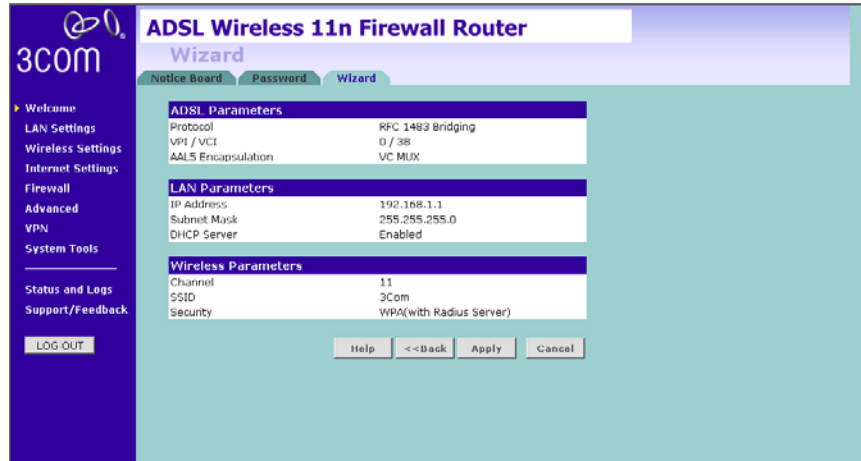 3COM
ADSL Wireless 11n Firewall Router
Wizard
Notice Board Password Wizard
Welcome
LAN Settings
Wireless Settings
Internet Settings
Firewall
Advanced
VPN
System Tools
Status and Logs
Support/Feedback
LOG OUT
ADSL Parameters
Protocol RFC 1483 Bridging
VPI / VCI 0 / 38
AAL5 Encapsulation VC MUX
LAN Parameters
IP Address 192.168.1.1
Subnet Mask 255.255.255.0
DHCP Server Enabled
Wireless Parameters
Channel 11
SSID 3Com
Security WPA(with Radius Server)
Help <<Back Apply Cancel